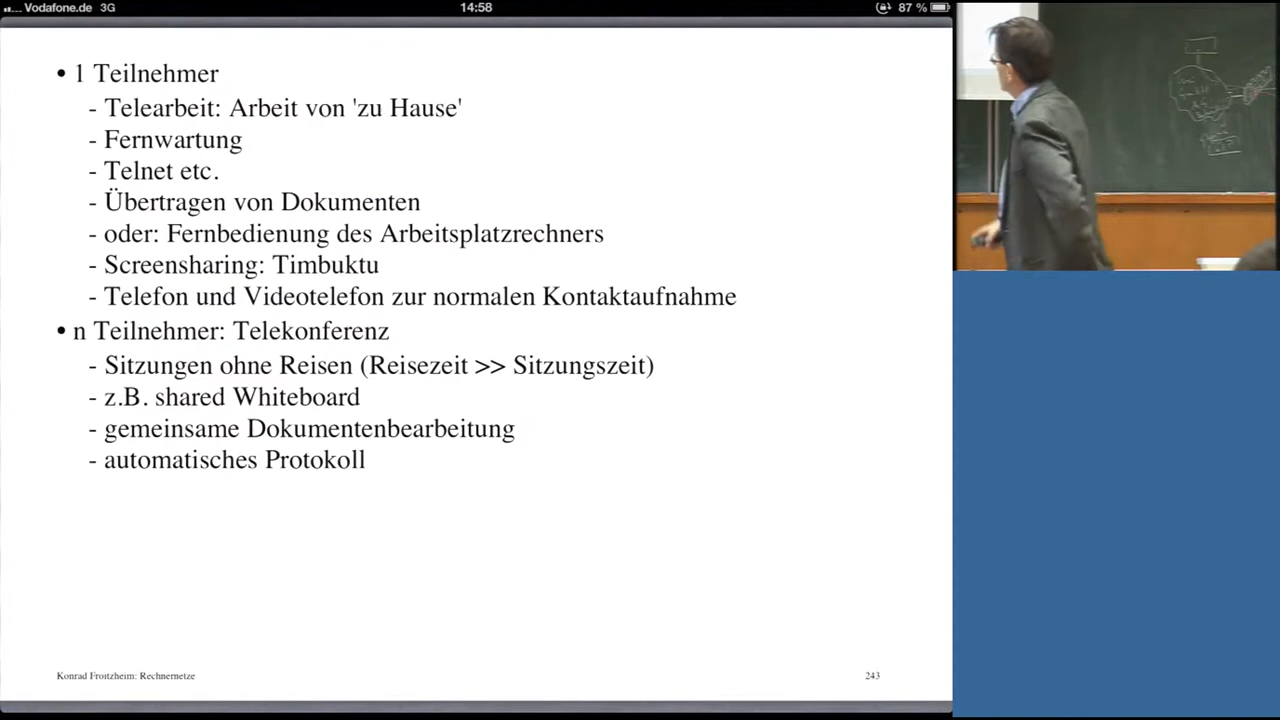 Vodafone.de 3G 14:58 87 %
• 1 Teilnehmer
- Telearbeit: Arbeit von 'zu Hause'
- Fernwartung
- Telnet etc.
- Übertragen von Dokumenten
- oder: Fernbedienung des Arbeitsplatzrechners
- Screensharing: Timbuktu
- Telefon und Videotelefon zur normalen Kontaktaufnahme
• n Teilnehmer: Telekonferenz
- Sitzungen ohne Reisen (Reisezeit >> Sitzungszeit)
- z.B. shared Whiteboard
- gemeinsame Dokumentenbearbeitung
- automatisches Protokoll
Konrad Froitzheim: Rechnernetze 243